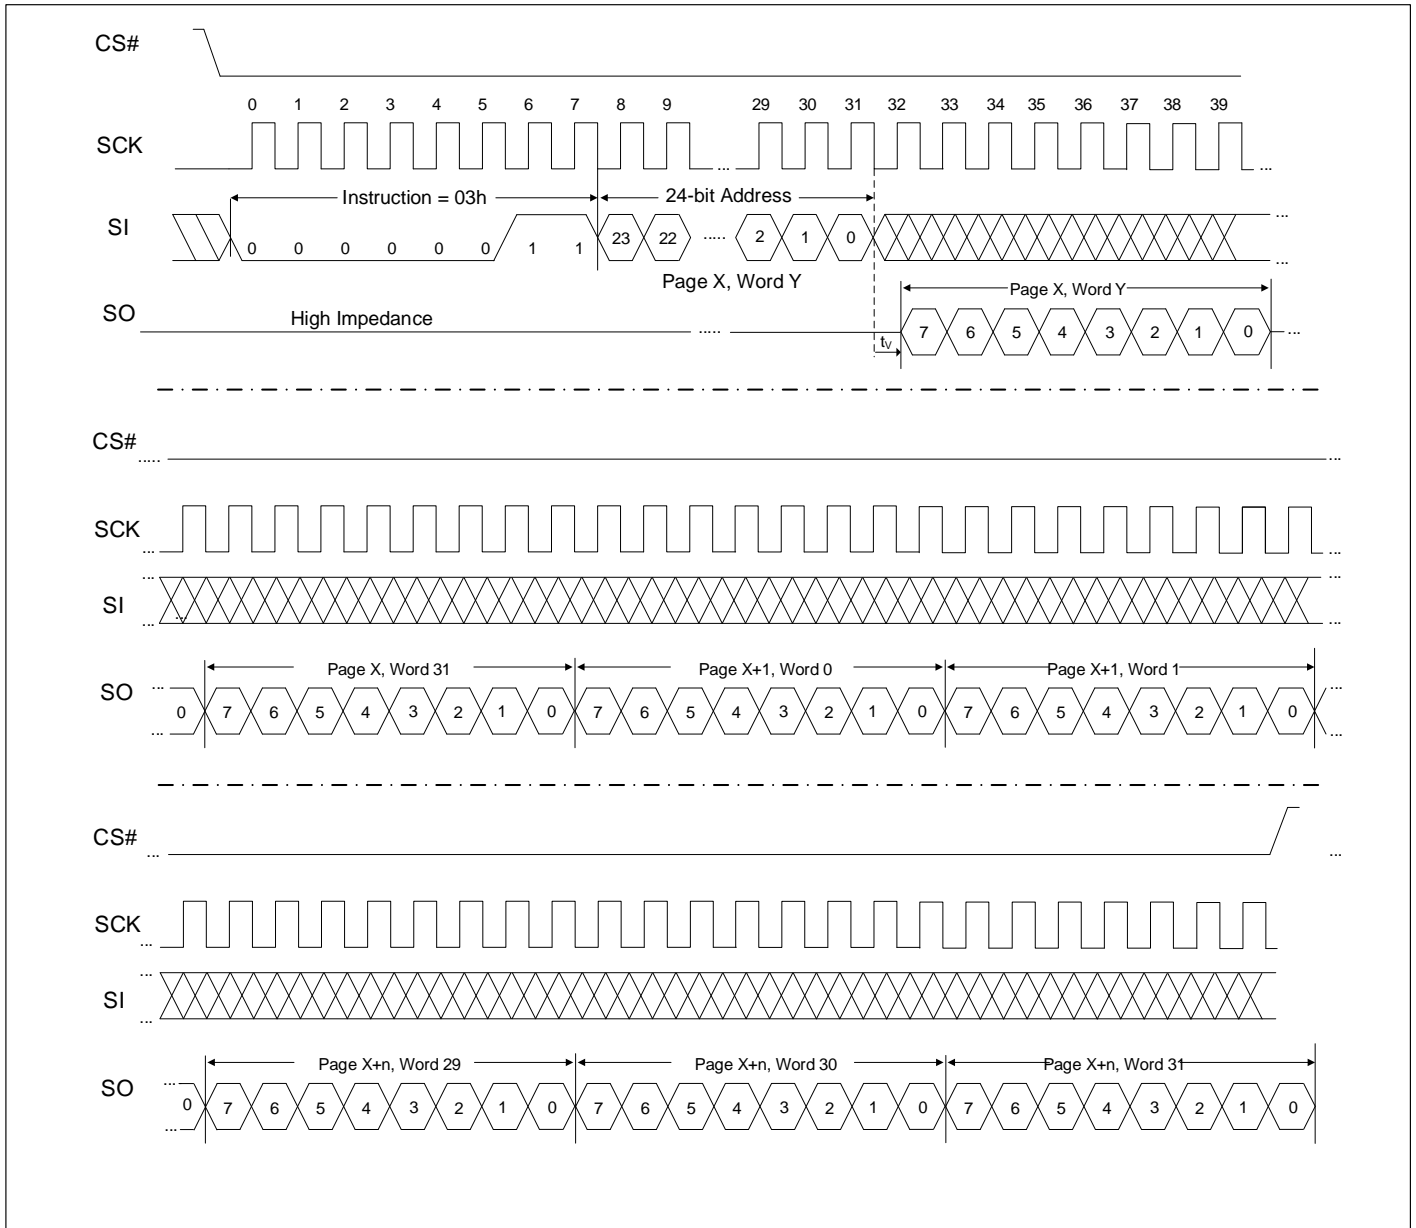 CS#
0 1 2 3 4 5 6 7 8 9 29 30 31 32 33 34 35 36 37 38 39
SCK ... ...
Instruction = 03h 24-bit Address
SI 0 0 0 0 0 0 1 1 23 22 ..... 2 1 0 ... ...
Page X, Word Y
Page X, Word Y
SO High Impedance ..... 7 6 5 4 3 2 1 0 ...
tV
CS# ..... ...
SCK ... ...
SI ... ... ... ... ...
Page X, Word 31 Page X+1, Word 0 Page X+1, Word 1
SO ... ... 0 7 6 5 4 3 2 1 0 7 6 5 4 3 2 1 0 7 6 5 4 3 2 1 0 ... ...
CS# ... ...
SCK ...
SI ... ...
Page X+n, Word 29 Page X+n, Word 30 Page X+n, Word 31
SO ... ... 0 7 6 5 4 3 2 1 0 7 6 5 4 3 2 1 0 7 6 5 4 3 2 1 0